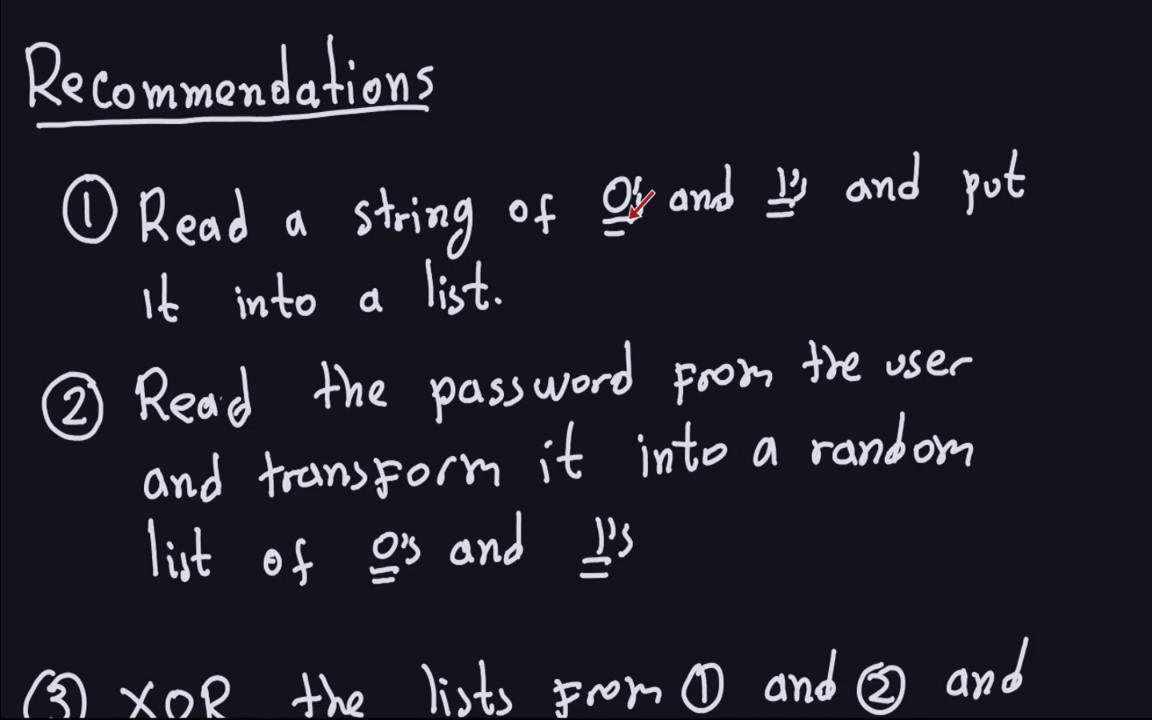 Recommendations
① Read a string of 0's and 1's and put
it into a list.
② Read the password from the user
and transform it into a random
list of 0's and 1's
③ XOR the lists from ① and ② and